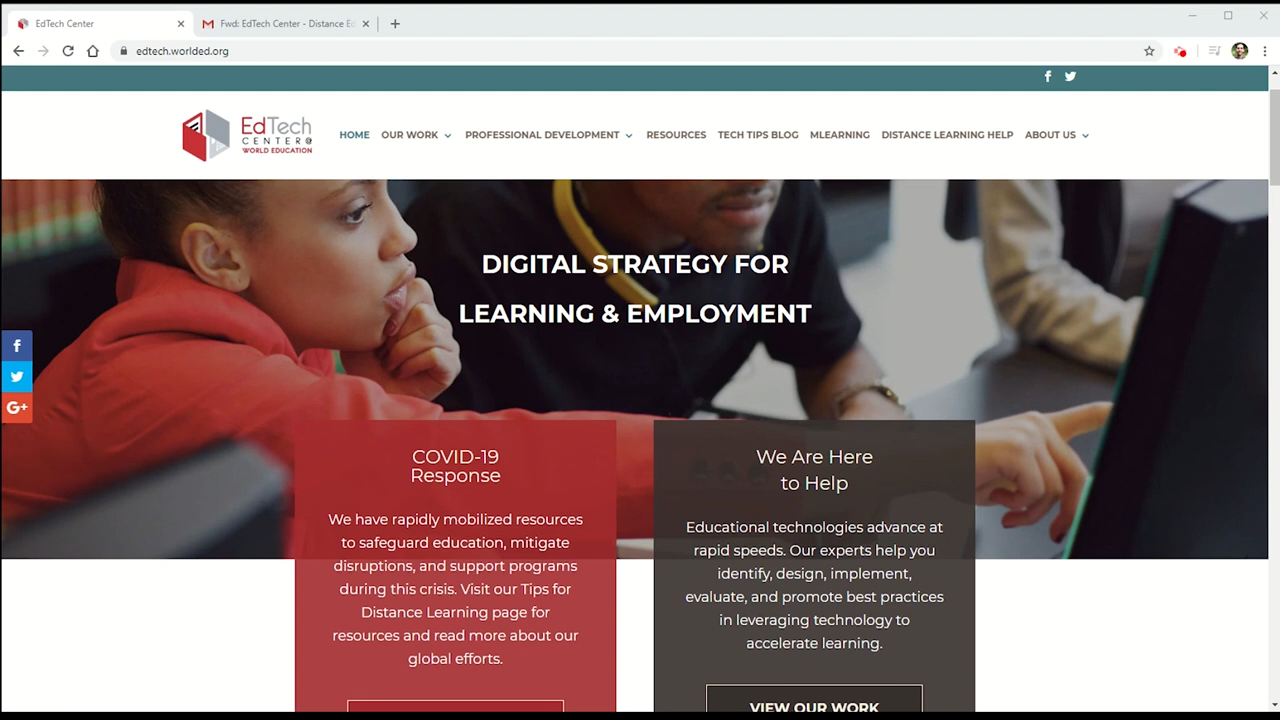 EdTech Center
Fwd: EdTech Center - Distance Ed
edtech.worlded.org
EdTech
CENTER@
WORLD EDUCATION
HOME OUR WORK PROFESSIONAL DEVELOPMENT RESOURCES TECH TIPS BLOG MLEARNING DISTANCE LEARNING HELP ABOUT US
DIGITAL STRATEGY FOR
LEARNING & EMPLOYMENT
G+
COVID-19
Response
We have rapidly mobilized resources
to safeguard education, mitigate
disruptions, and support programs
during this crisis. Visit our Tips for
Distance Learning page for
resources and read more about our
global efforts.
We Are Here
to Help
Educational technologies advance at
rapid speeds. Our experts help you
identify, design, implement,
evaluate, and promote best practices
in leveraging technology to
accelerate learning.
VIEW OUR WORK